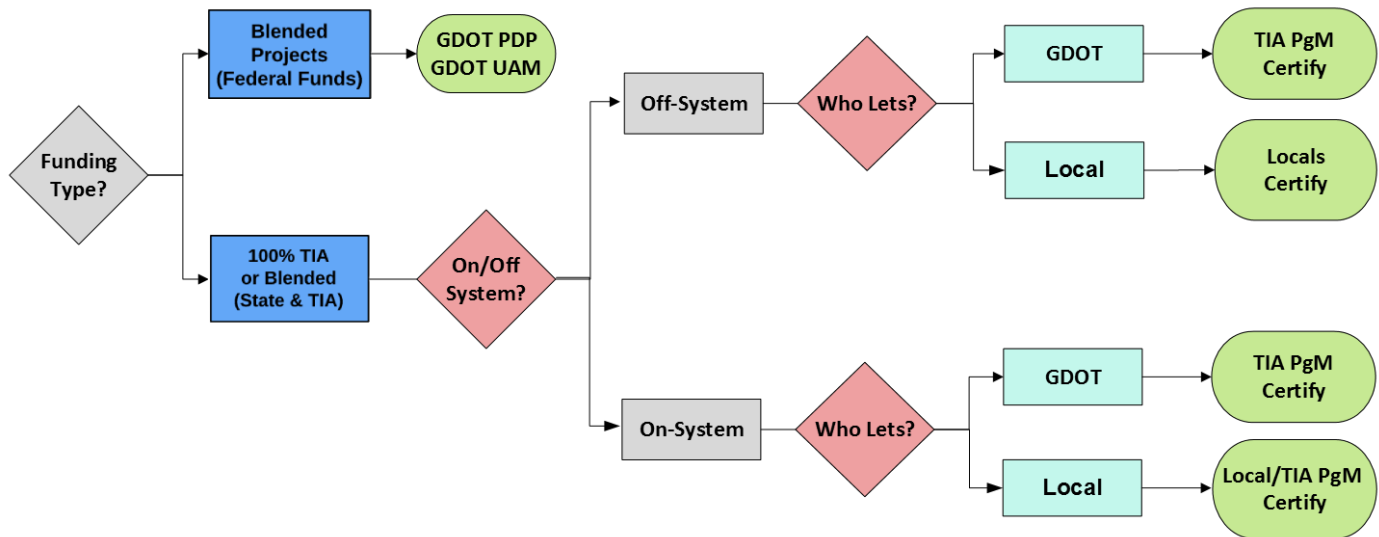 Blended
Projects
(Federal Funds)
GDOT PDP
GDOT UAM
Funding
Type?
100% TIA
or Blended
(State & TIA)
On/Off
System?
Off-System
Who Lets?
GDOT
TIA PgM
Certify
Local
Locals
Certify
On-System
Who Lets?
GDOT
TIA PgM
Certify
Local
Local/TIA PgM
Certify